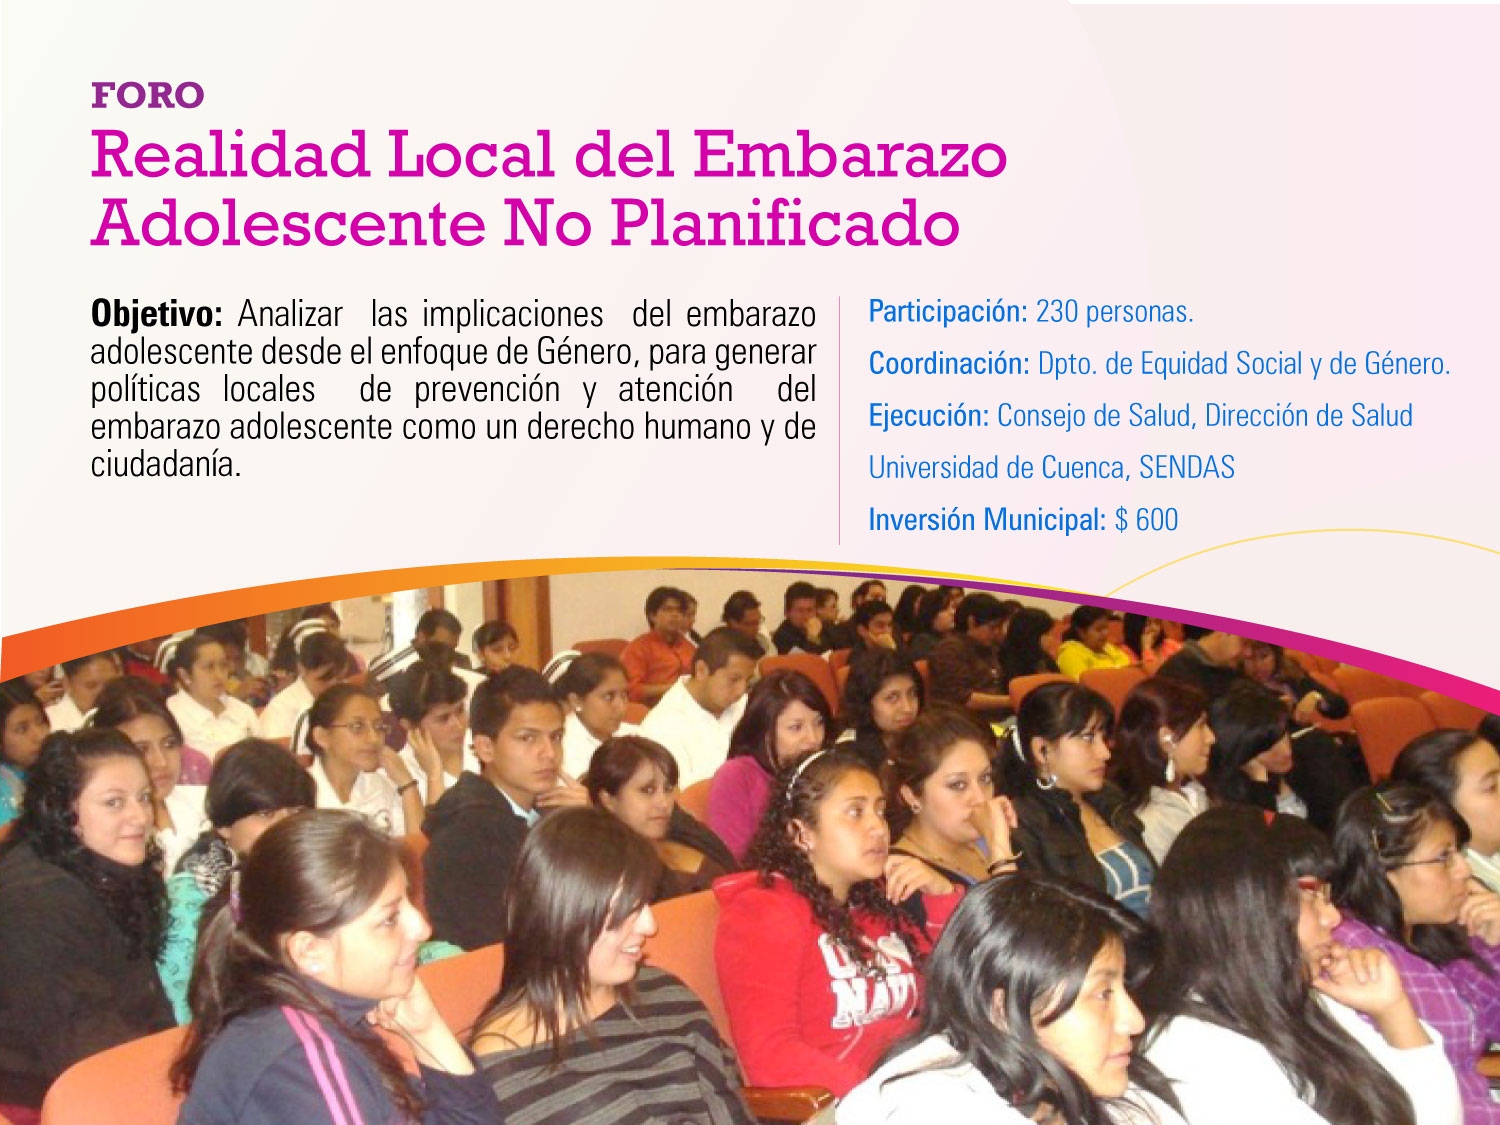 FORO
Realidad Local del Embarazo
Adolescente No Planificado
Objetivo: Analizar las implicaciones del embarazo
adolescente desde el enfoque de Género, para generar
políticas locales de prevención y atención del
embarazo adolescente como un derecho humano y de
ciudadanía.
Participación: 230 personas.
Coordinación: Dpto. de Equidad Social y de Género.
Ejecución: Consejo de Salud, Dirección de Salud
Universidad de Cuenca, SENDAS
Inversión Municipal: $ 600
NAVY